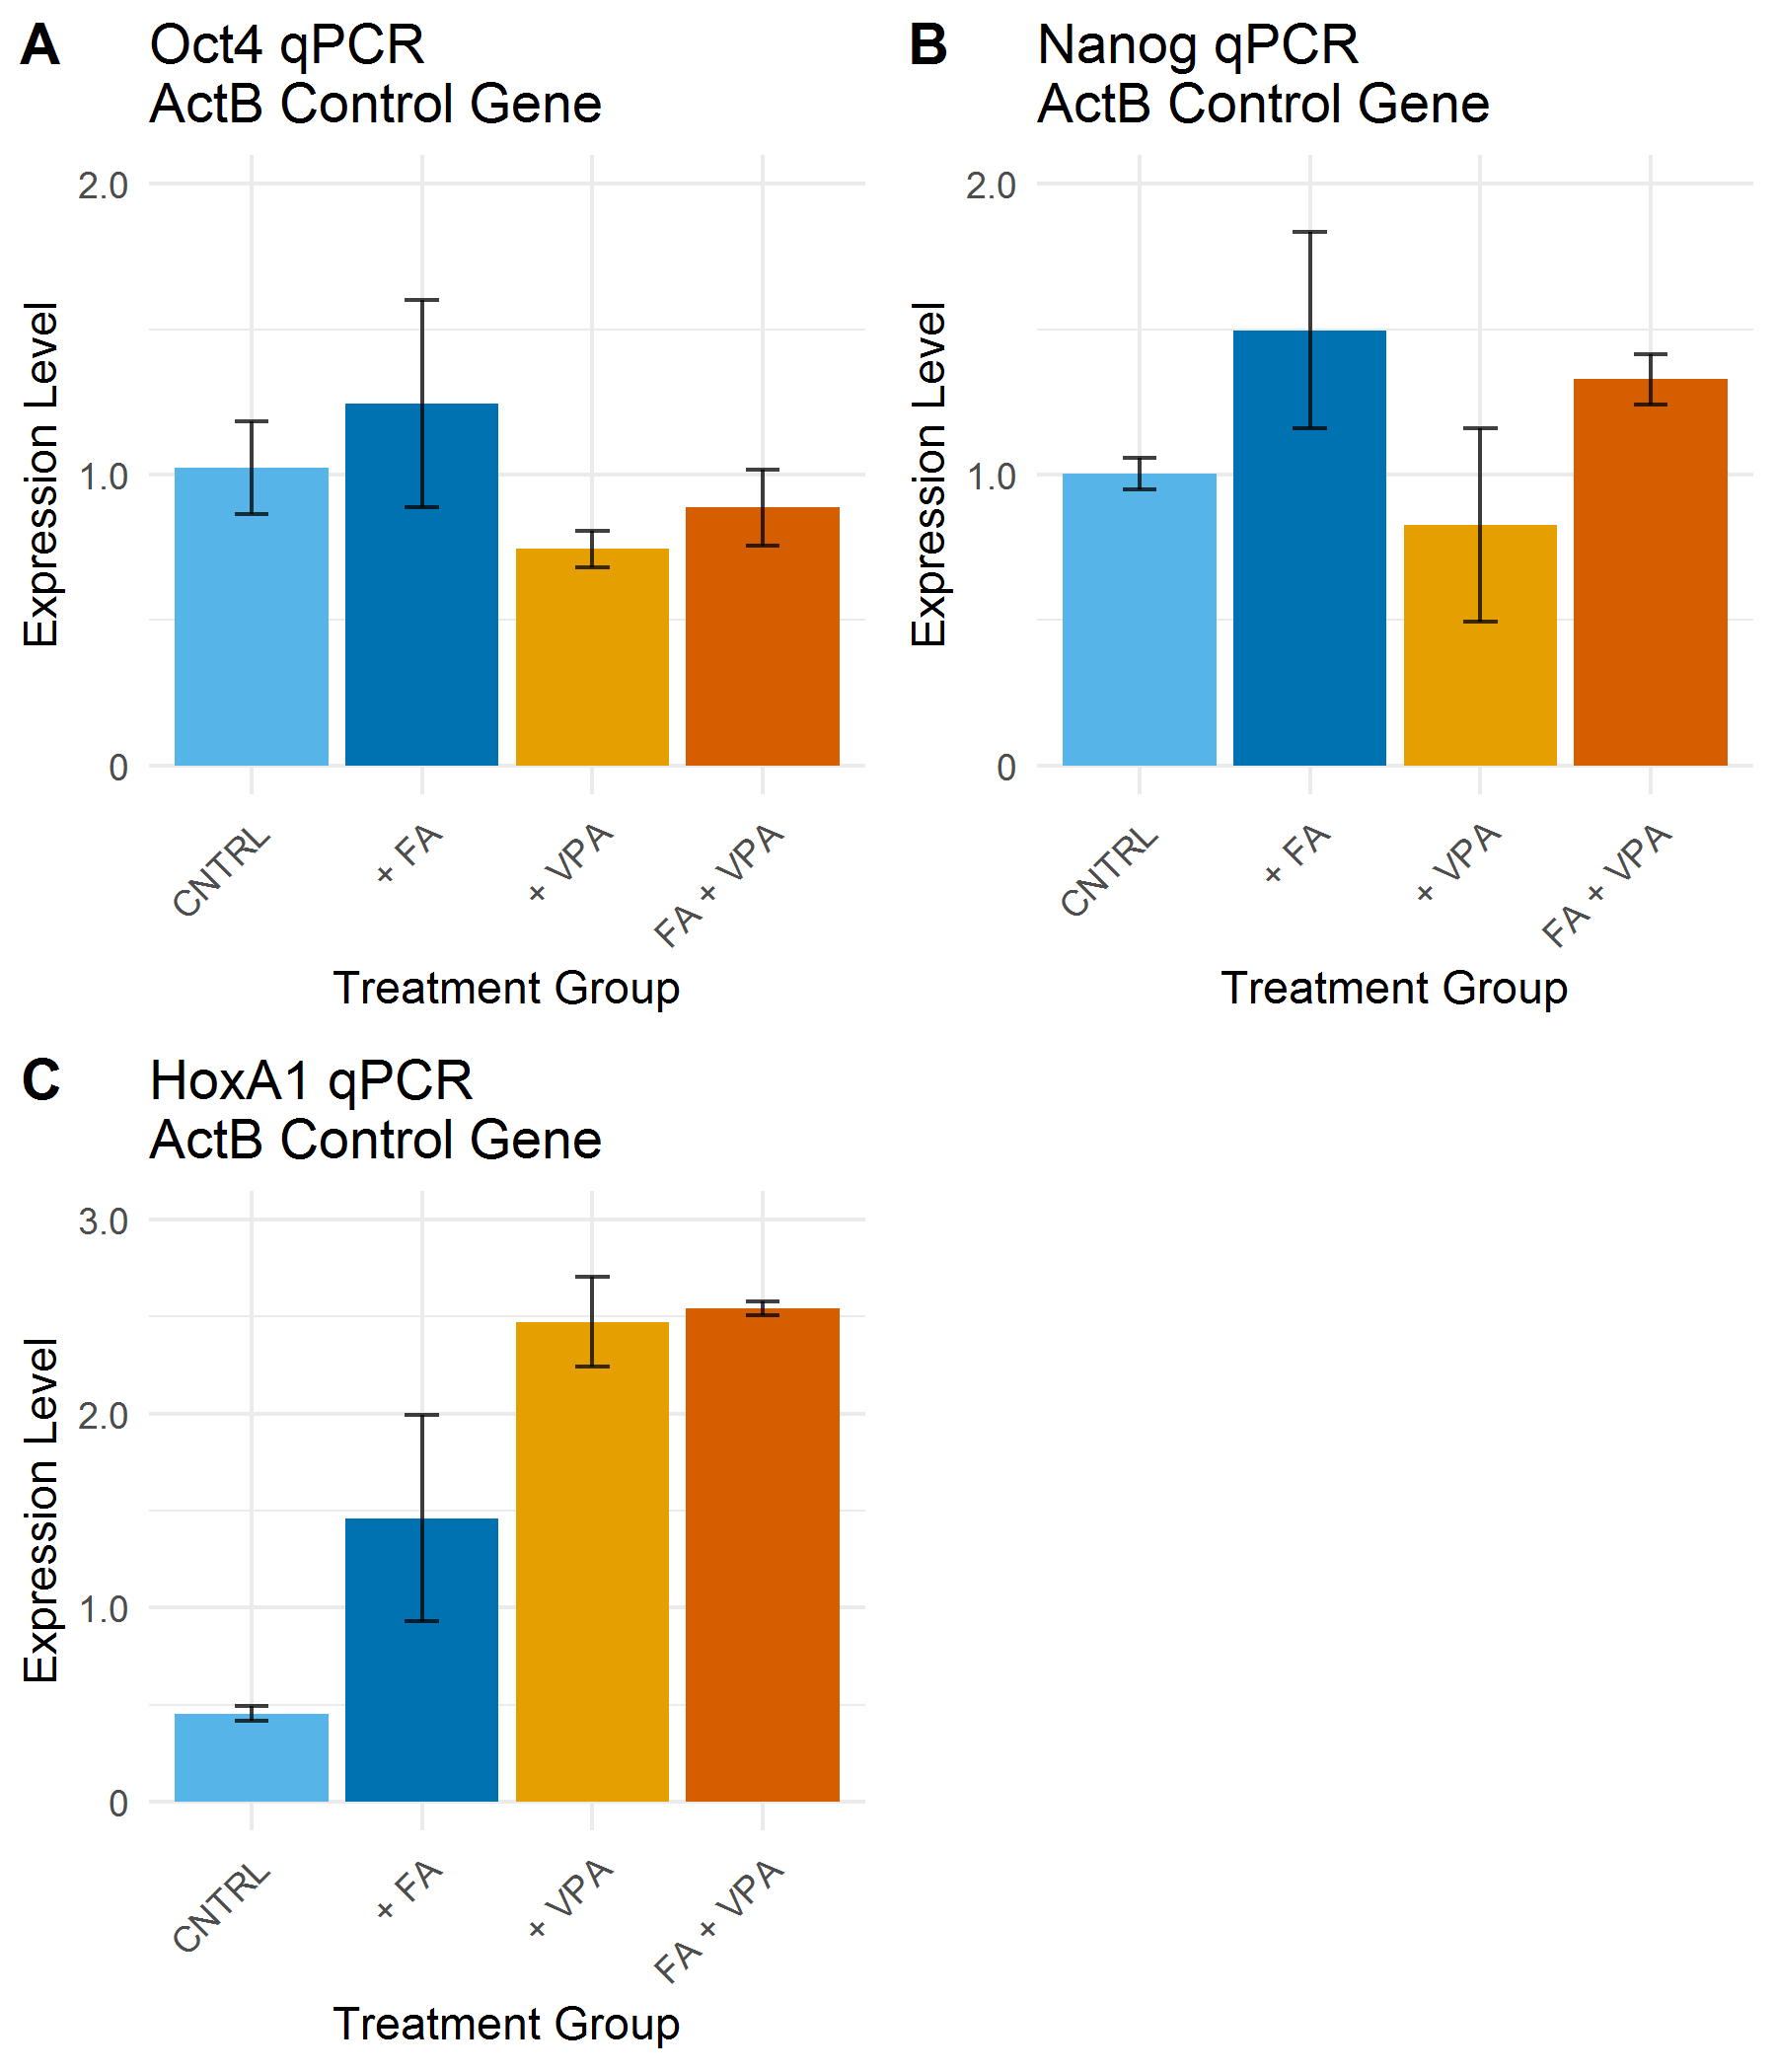 A
Oct4 qPCR
ActB Control Gene
Expression Level
2.0
1.0
0
CNTRL
+ FA
+ VPA
FA + VPA
Treatment Group
B
Nanog qPCR
ActB Control Gene
Expression Level
2.0
1.0
0
CNTRL
+ FA
+ VPA
FA + VPA
Treatment Group
C
HoxA1 qPCR
ActB Control Gene
Expression Level
3.0
2.0
1.0
0
CNTRL
+ FA
+ VPA
FA + VPA
Treatment Group